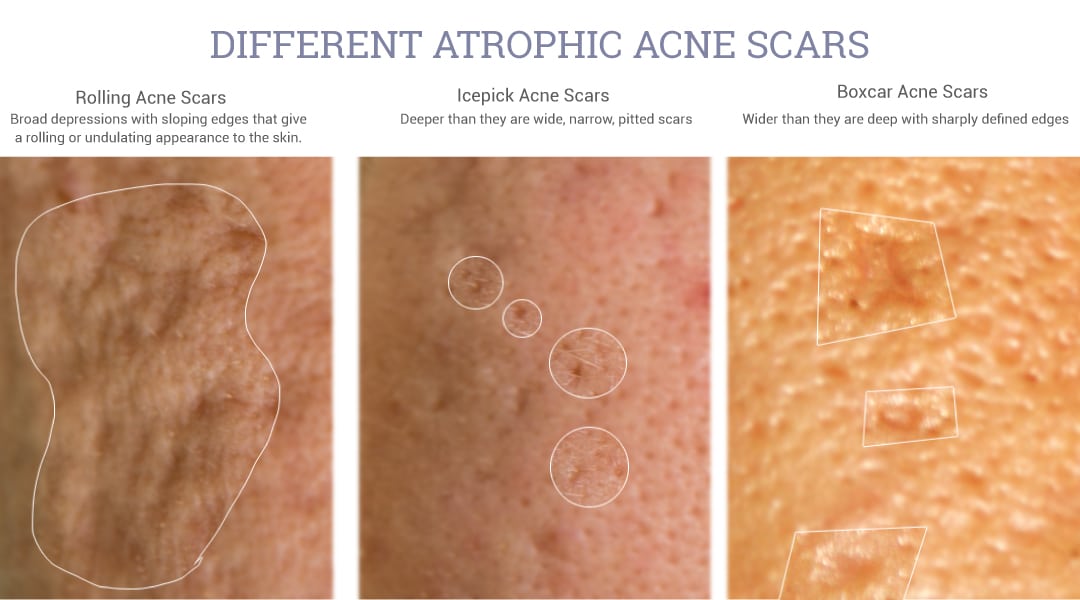 DIFFERENT ATROPHIC ACNE SCARS
Rolling Acne Scars
Broad depressions with sloping edges that give
a rolling or undulating appearance to the skin.
Icepick Acne Scars
Deeper than they are wide, narrow, pitted scars
Boxcar Acne Scars
Wider than they are deep with sharply defined edges